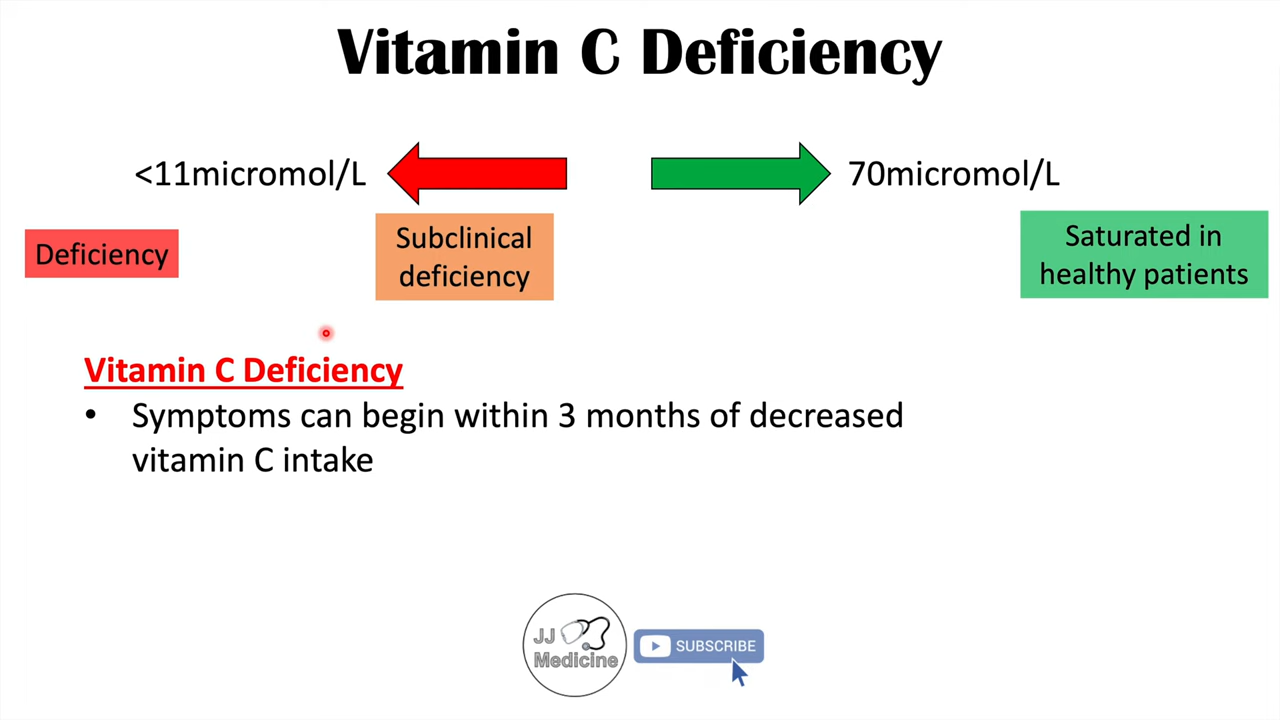 Vitamin C Deficiency
<11micromol/L
70micromol/L
Deficiency
Subclinical
deficiency
Saturated in
healthy patients
Vitamin C Deficiency
• Symptoms can begin within 3 months of decreased
vitamin C intake
JJ
Medicine
SUBSCRIBE